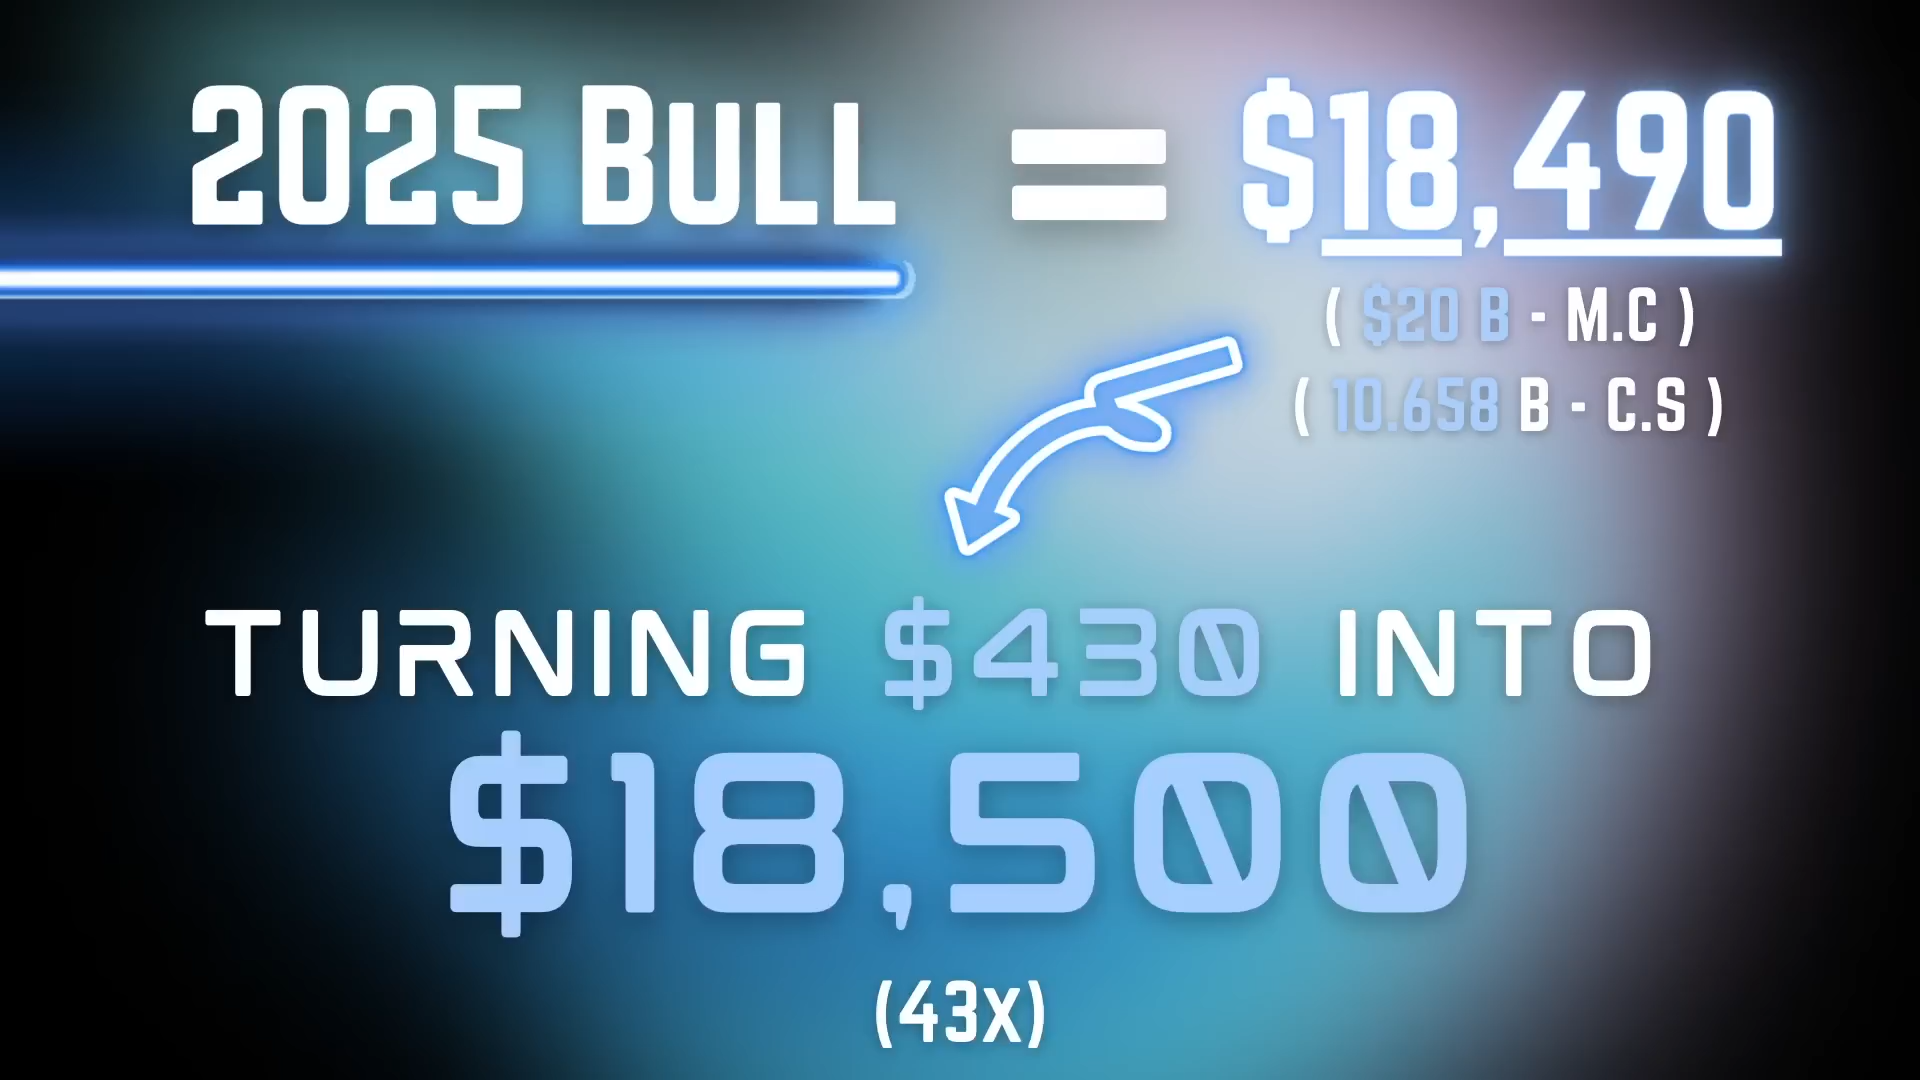 2025 Bull = $18,490
( $20 B - M.C )
( 10.658 B - C.S )
TURNING $430 INTO
$18,500
(43x)